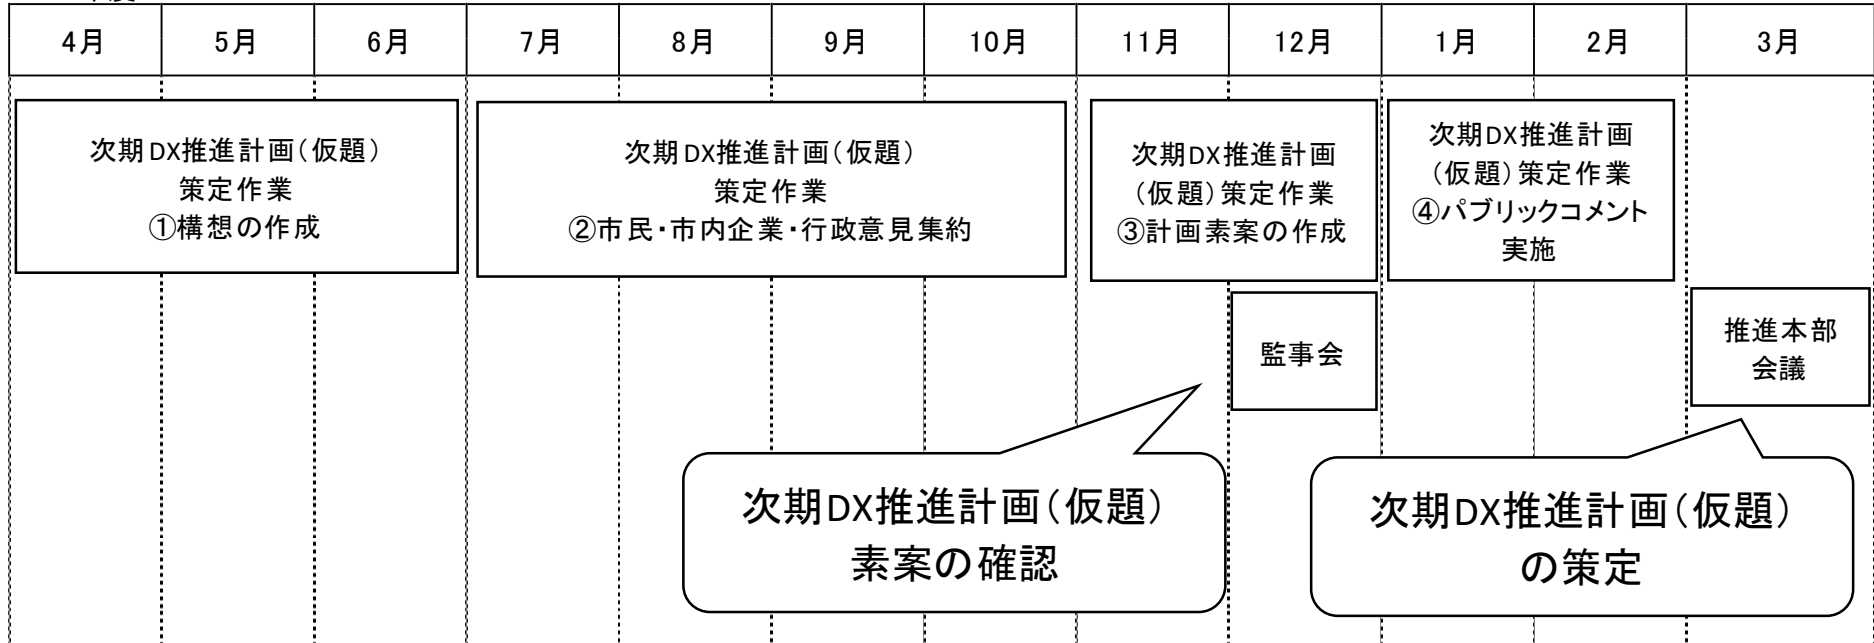 4月 5月 6月 7月 8月 9月 10月 11月 12月 1月 2月 3月
次期DX推進計画(仮題)
策定作業
①構想の作成
次期DX推進計画(仮題)
策定作業
②市民・市内企業・行政意見集約
次期DX推進計画
(仮題)策定作業
③計画素案の作成
次期DX推進計画
(仮題)策定作業
④パブリックコメント
実施
監事会
推進本部
会議
次期DX推進計画(仮題)
素案の確認
次期DX推進計画(仮題)
の策定